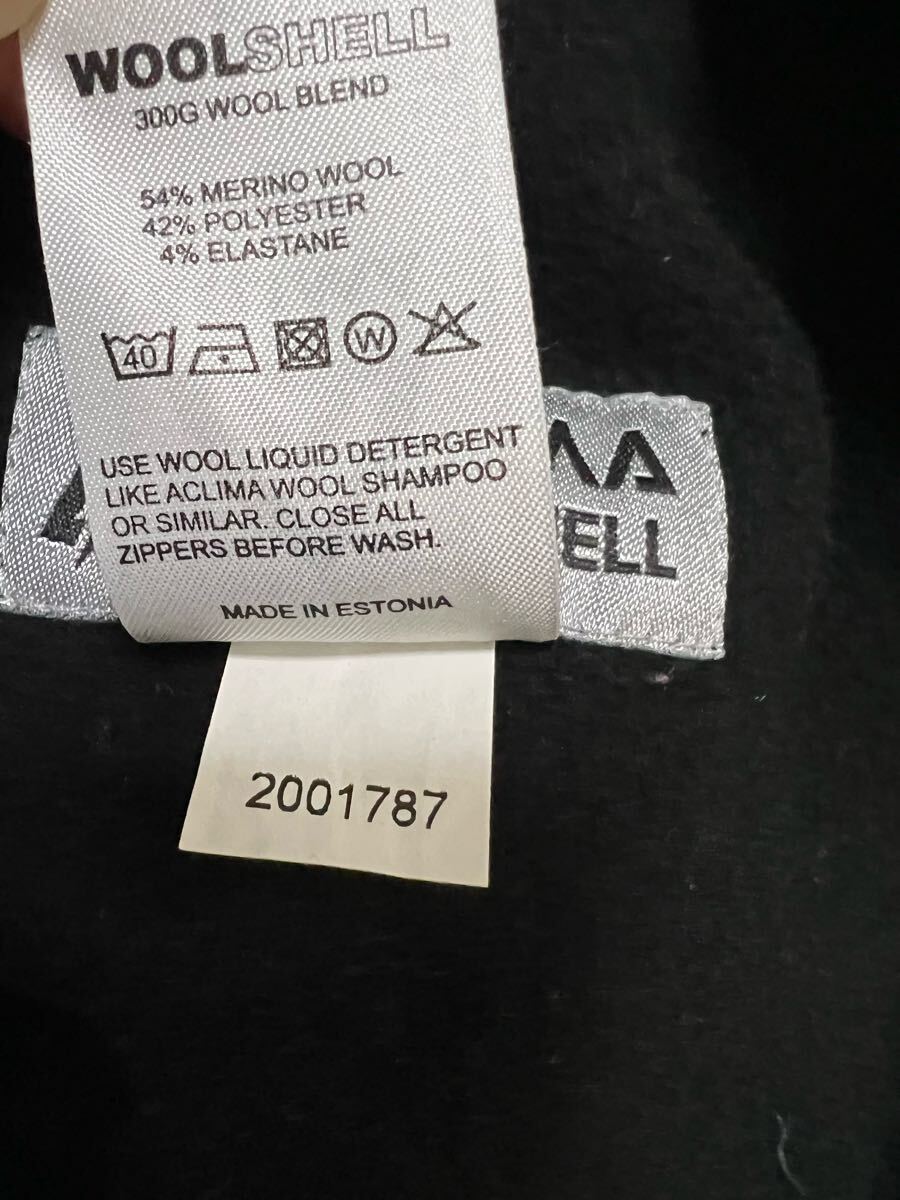 WOOLSHELL
300G WOOL BLEND
54% MERINO WOOL
42% POLYESTER
4% ELASTANE
40
W
USE WOOL LIQUID DETERGENT
LIKE ACLIMA WOOL SHAMPOO
OR SIMILAR. CLOSE ALL
ZIPPERS BEFORE WASH.
MADE IN ESTONIA
ELL
2001787